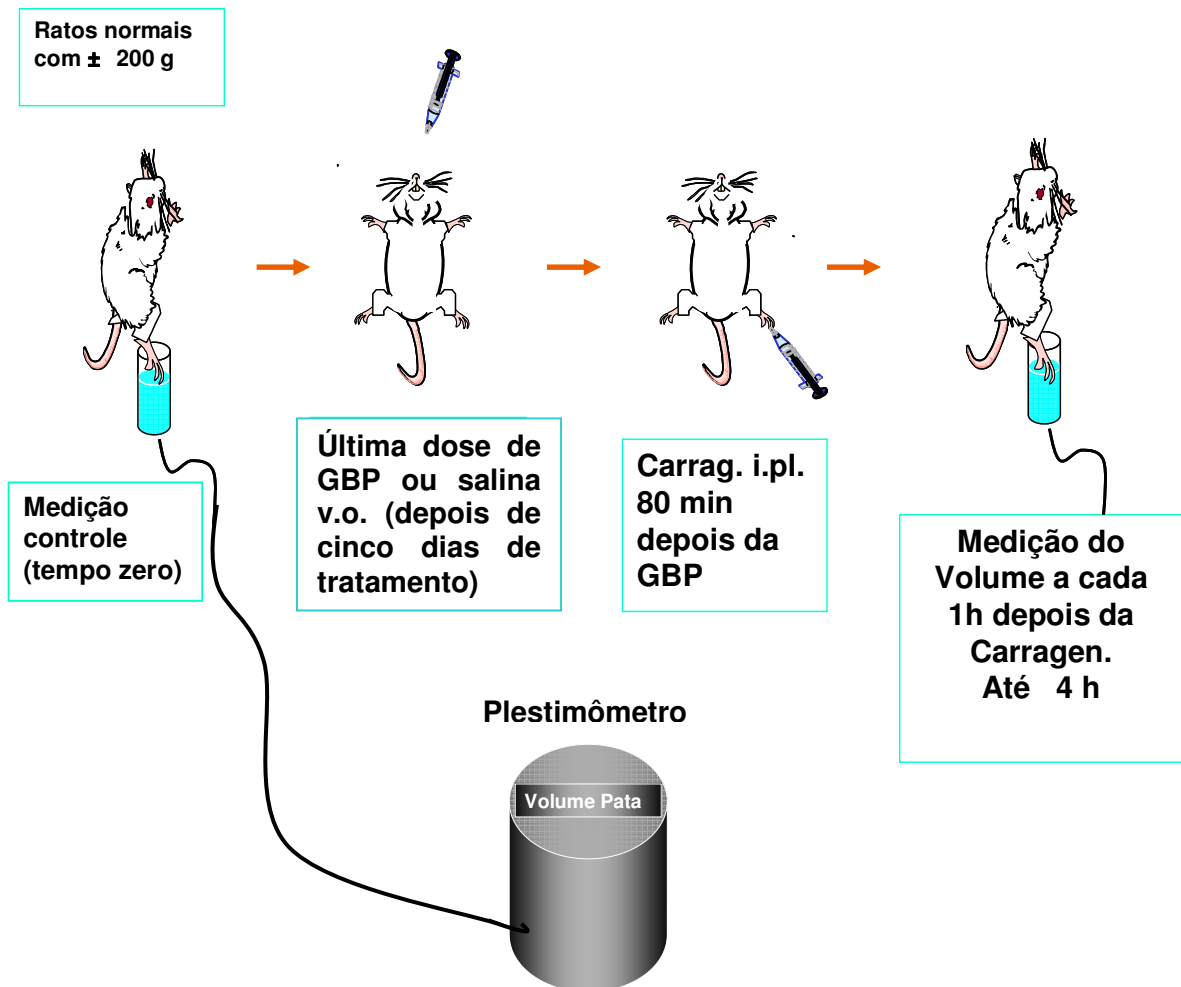 Ratos normais
com ± 200 g
Medição
controle
(tempo zero)
Última dose de
GBP ou salina
v.o. (depois de
cinco dias de
tratamento)
Carrag. i.pl.
80 min
depois da
GBP
Medição do
Volume a cada
1h depois da
Carragen.
Até 4 h
Plestimômetro
Volume Pata